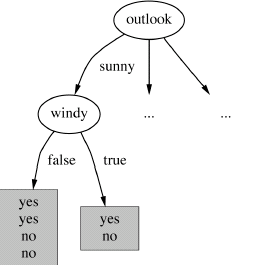 outlook
sunny
windy
...
...
false
true
yes
yes
no
no
yes
no